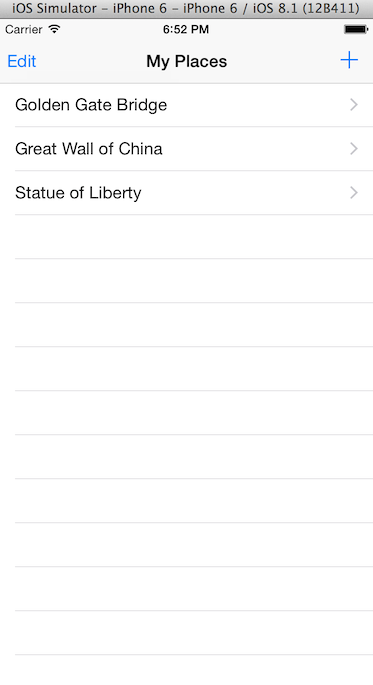 iOS Simulator - iPhone 6 - iPhone 6 / iOS 8.1 (12B411)
Carrier 6:52 PM
Edit My Places +
Golden Gate Bridge
Great Wall of China
Statue of Liberty